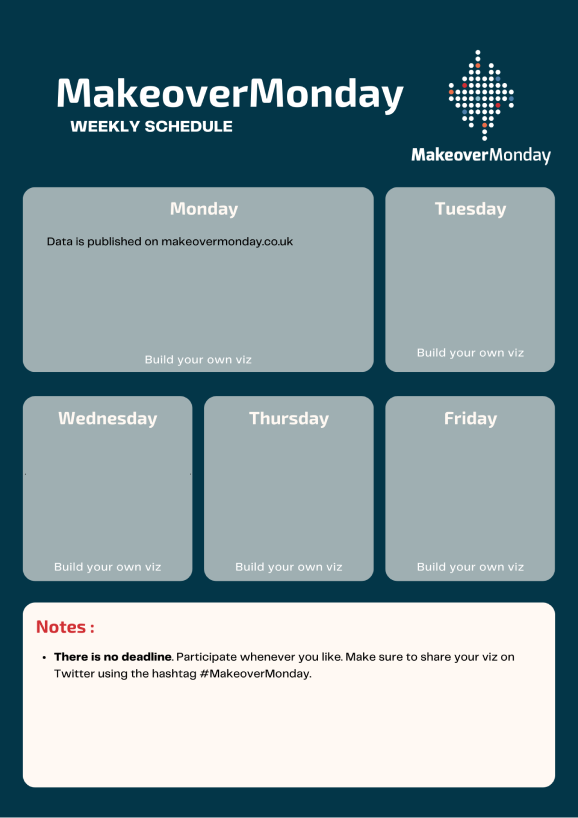 MakeoverMonday
WEEKLY SCHEDULE
MakeoverMonday
Monday
Data is published on makeovermonday.co.uk
Build your own viz
Tuesday
Build your own viz
Wednesday
Build your own viz
Thursday
Build your own viz
Friday
Build your own viz
Notes :
• There is no deadline. Participate whenever you like. Make sure to share your viz on
Twitter using the hashtag #MakeoverMonday.